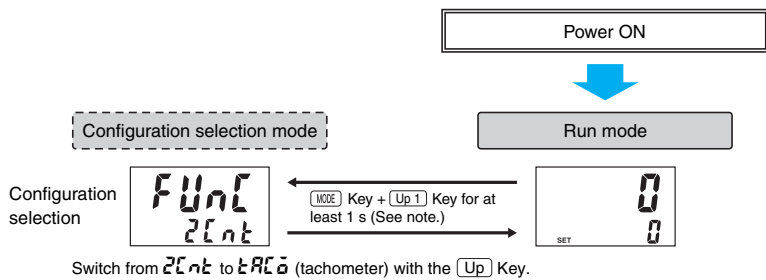 Power ON
Configuration selection mode
Run mode
Configuration selection
FUnC
2Cnt
MODE Key + Up 1 Key for at least 1 s (See note.)
0
SET 0
Switch from 2Cnt to tACo (tachometer) with the Up Key.